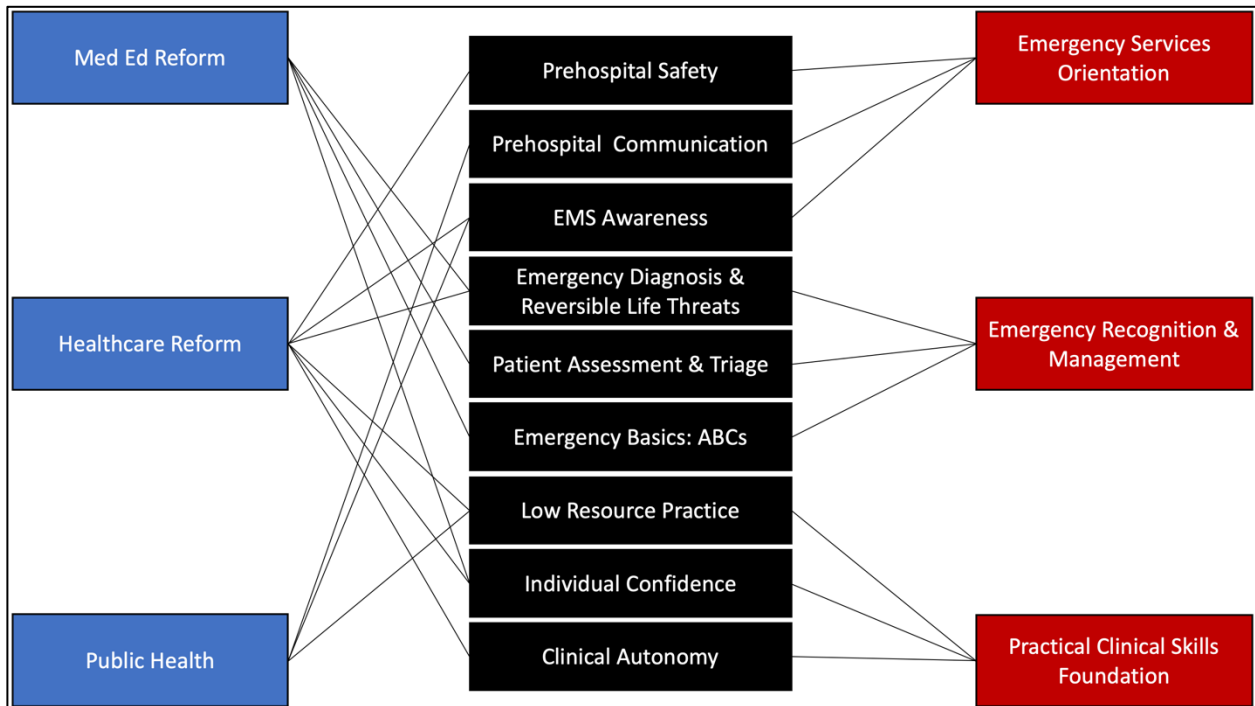 Med Ed Reform
Healthcare Reform
Public Health
Prehospital Safety
Prehospital  Communication
EMS Awareness
Emergency Diagnosis &
Reversible Life Threats
Patient Assessment & Triage
Emergency Basics: ABCs
Low Resource Practice
Individual Confidence
Clinical Autonomy
Emergency Services
Orientation
Emergency Recognition &
Management
Practical Clinical Skills
Foundation